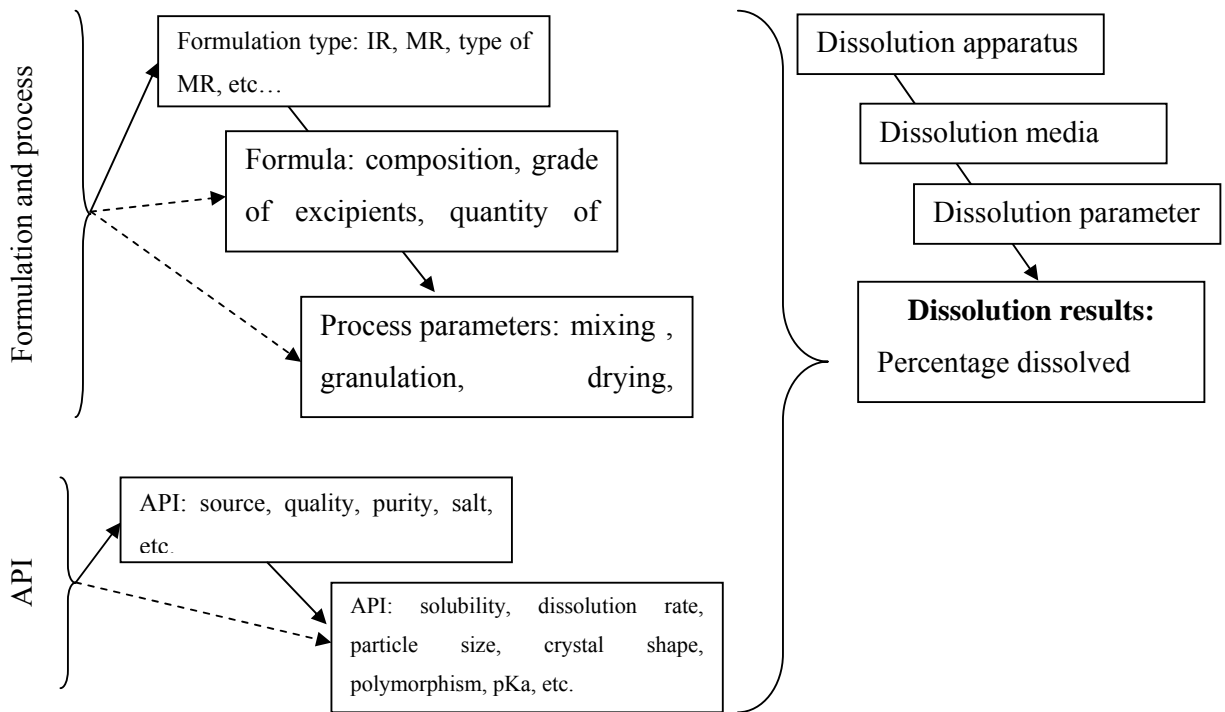 Formulation and process
Formulation type: IR, MR, type of
MR, etc…
Formula: composition, grade
of excipients, quantity of
Process parameters: mixing ,
granulation, drying,
API
API: source, quality, purity, salt,
etc.
API: solubility, dissolution rate,
particle size, crystal shape,
polymorphism, pKa, etc.
Dissolution apparatus
Dissolution media
Dissolution parameter
Dissolution results:
Percentage dissolved